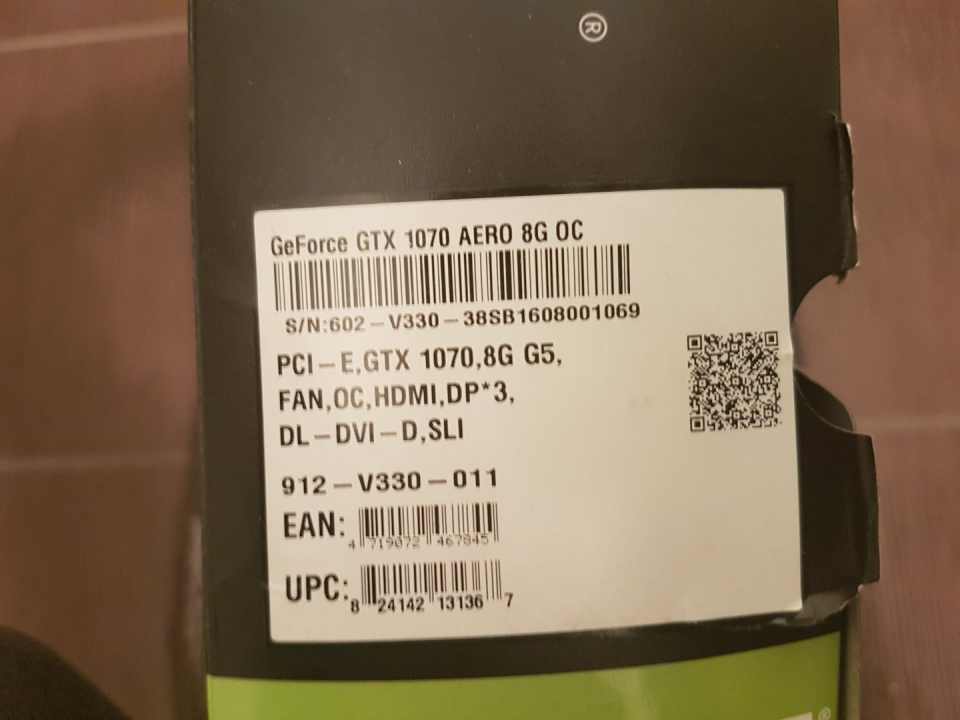 ®
GeForce GTX 1070 AERO 8G OC
S/N:602-V330-38SB1608001069
PCI-E,GTX 1070,8G G5,
FAN,OC,HDMI,DP*3,
DL-DVI-D,SLI
912-V330-011
EAN: 4 719072 467845
UPC: 8 24142 13136 7
®